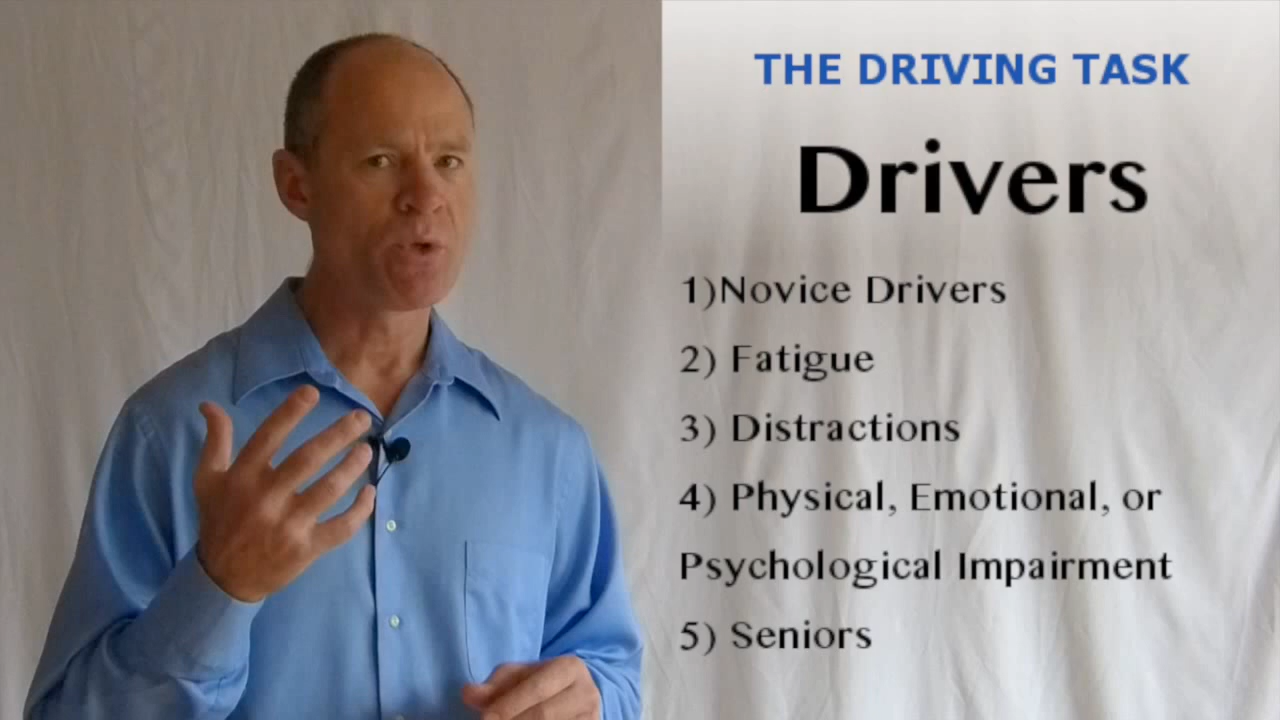 THE DRIVING TASK
Drivers
1)Novice Drivers
2) Fatigue
3) Distractions
4) Physical, Emotional, or
Psychological Impairment
5) Seniors